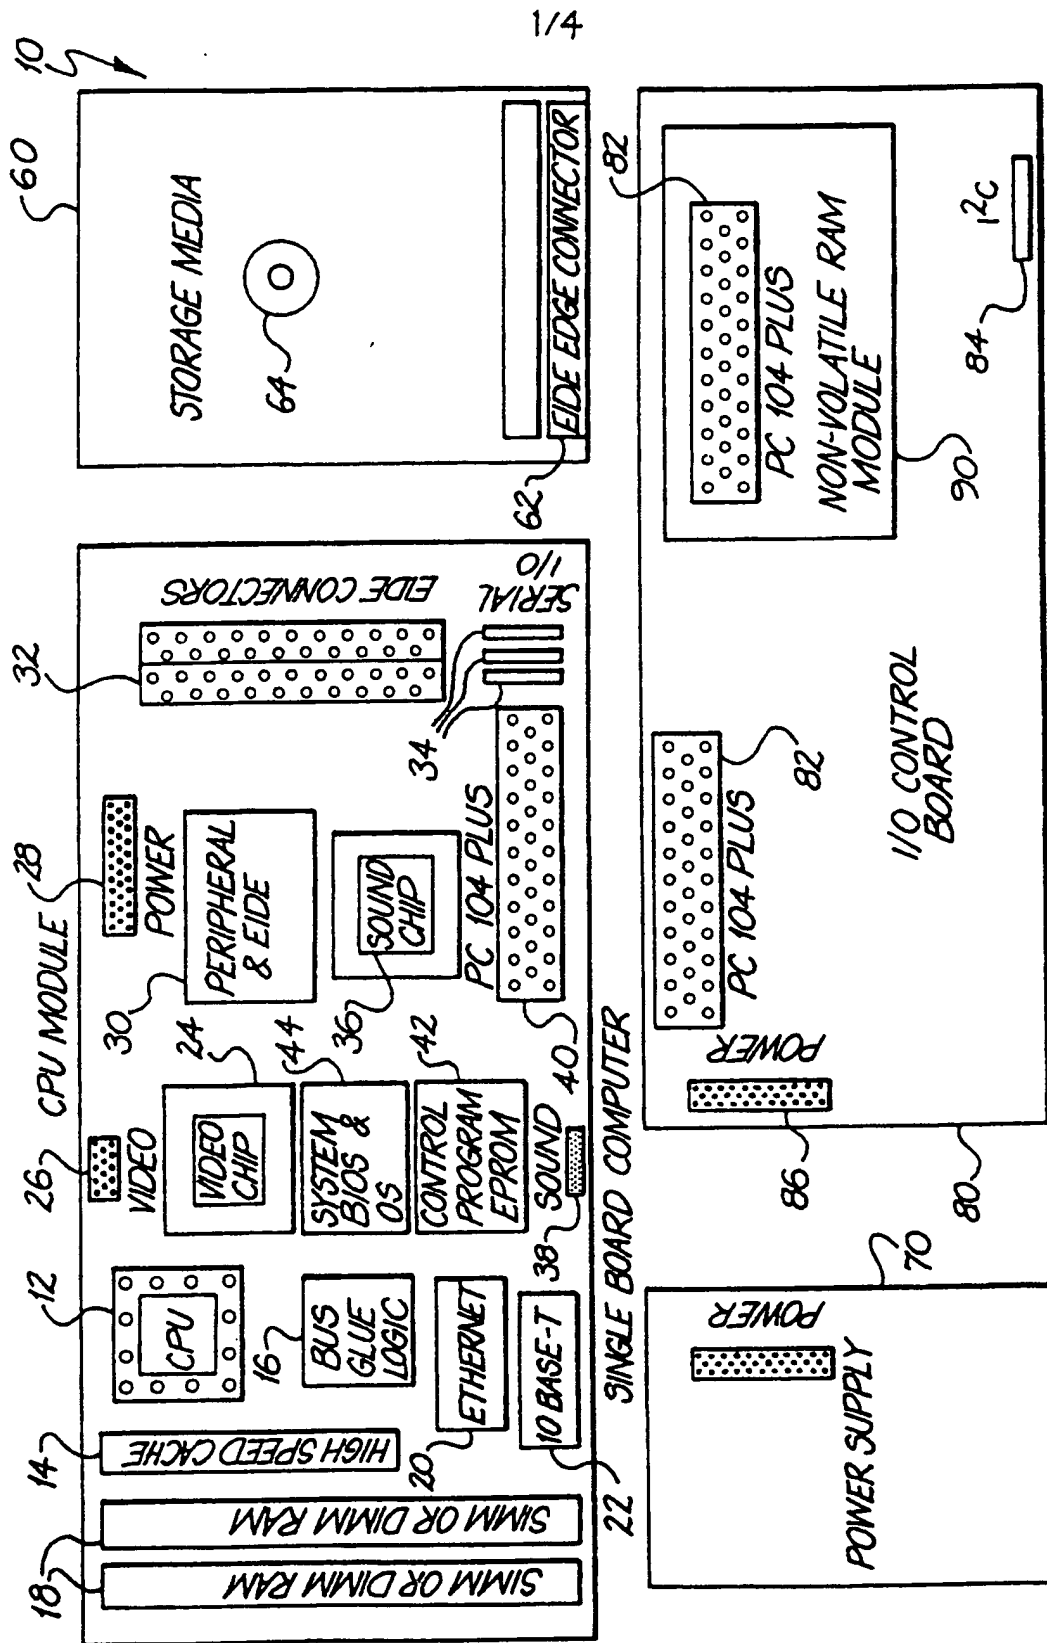 1/4
10
CPU MODULE
18
14
12
26
28
32
60
SIMM OR DIMM RAM
SIMM OR DIMM RAM
HIGH SPEED CACHE
CPU
VIDEO
POWER
EIDE CONNECTORS
STORAGE MEDIA
64
16
BUS
GLUE
LOGIC
24
VIDEO
CHIP
30
PERIPHERAL
& EIDE
44
SYSTEM
BIOS &
OS
36
SOUND
CHIP
20
ETHERNET
42
CONTROL
PROGRAM
EPROM
34
SERIAL
I/O
PC 104 PLUS
22
10 BASE-T
38
SOUND
40
62
EIDE EDGE CONNECTOR
SINGLE BOARD COMPUTER
70
POWER
POWER SUPPLY
86
POWER
80
PC 104 PLUS
82
I/O CONTROL
BOARD
82
PC 104 PLUS
NON-VOLATILE RAM
MODULE
90
84
I2C